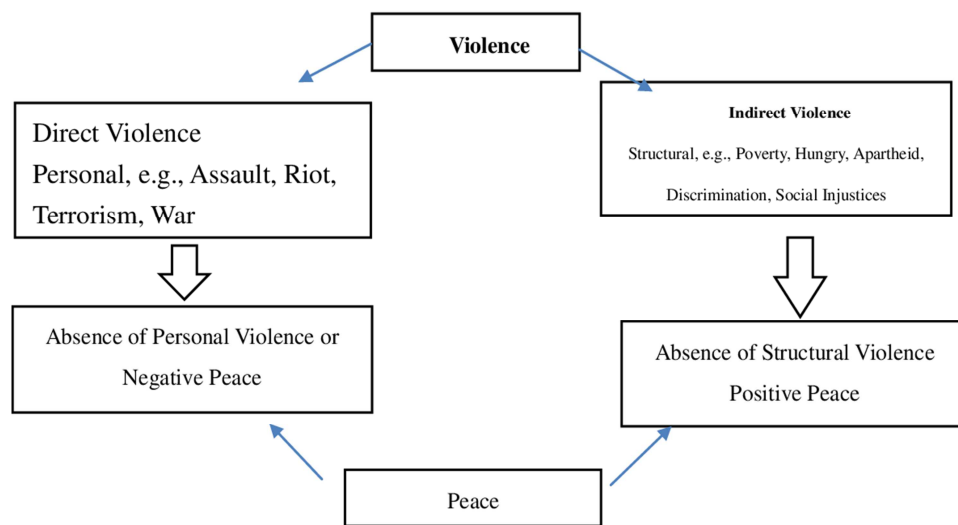 Violence
Direct Violence
Personal, e.g., Assault, Riot,
Terrorism, War
Indirect Violence
Structural, e.g., Poverty, Hungry, Apartheid,
Discrimination, Social Injustices
Absence of Personal Violence or
Negative Peace
Absence of Structural Violence
Positive Peace
Peace